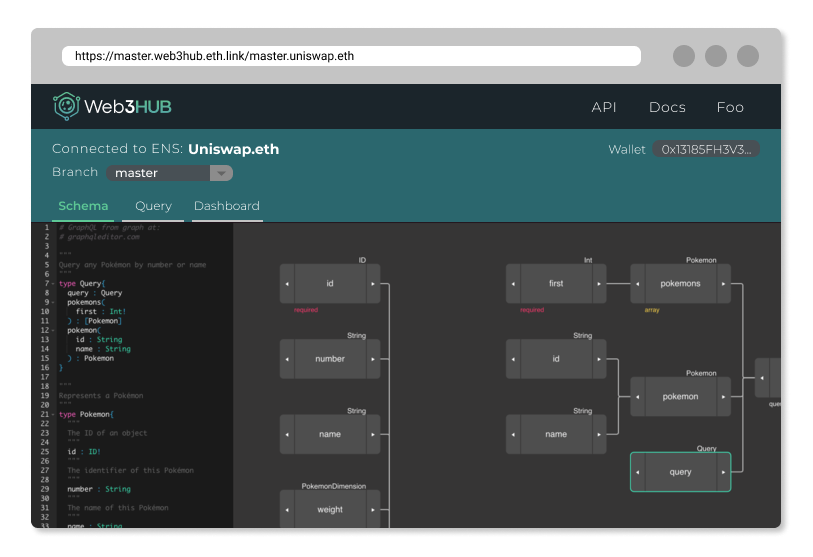 https://master.web3hub.eth.link/master.uniswap.eth
Web3HUB
API Docs Foo
Connected to ENS: Uniswap.eth
Wallet 0x13185FH3V3...
Branch master
Schema Query Dashboard
1 # GraphQL from graph at:
2 # graphqleditor.com
3
4 """
5 Query any Pokémon by number or name
6 """
7 type Query{
8 query : Query
9 pokemons(
10 first : Int!
11 ) : [Pokemon]
12 pokemon(
13 id : String
14 name : String
15 ) : Pokemon
16 }
17
18 """
19 Represents a Pokémon
20 """
21 type Pokemon{
22 """
23 The ID of an object
24 """
25 id : ID!
26 """
27 The identifier of this Pokémon
28 """
29 number : String
30 """
31 The name of this Pokémon
32 """
33 name : String
ID
id
required
String
number
String
name
PokemonDimension
weight
Int
first
required
Pokemon
pokemons
array
String
id
String
name
Pokemon
pokemon
Query
query
quer